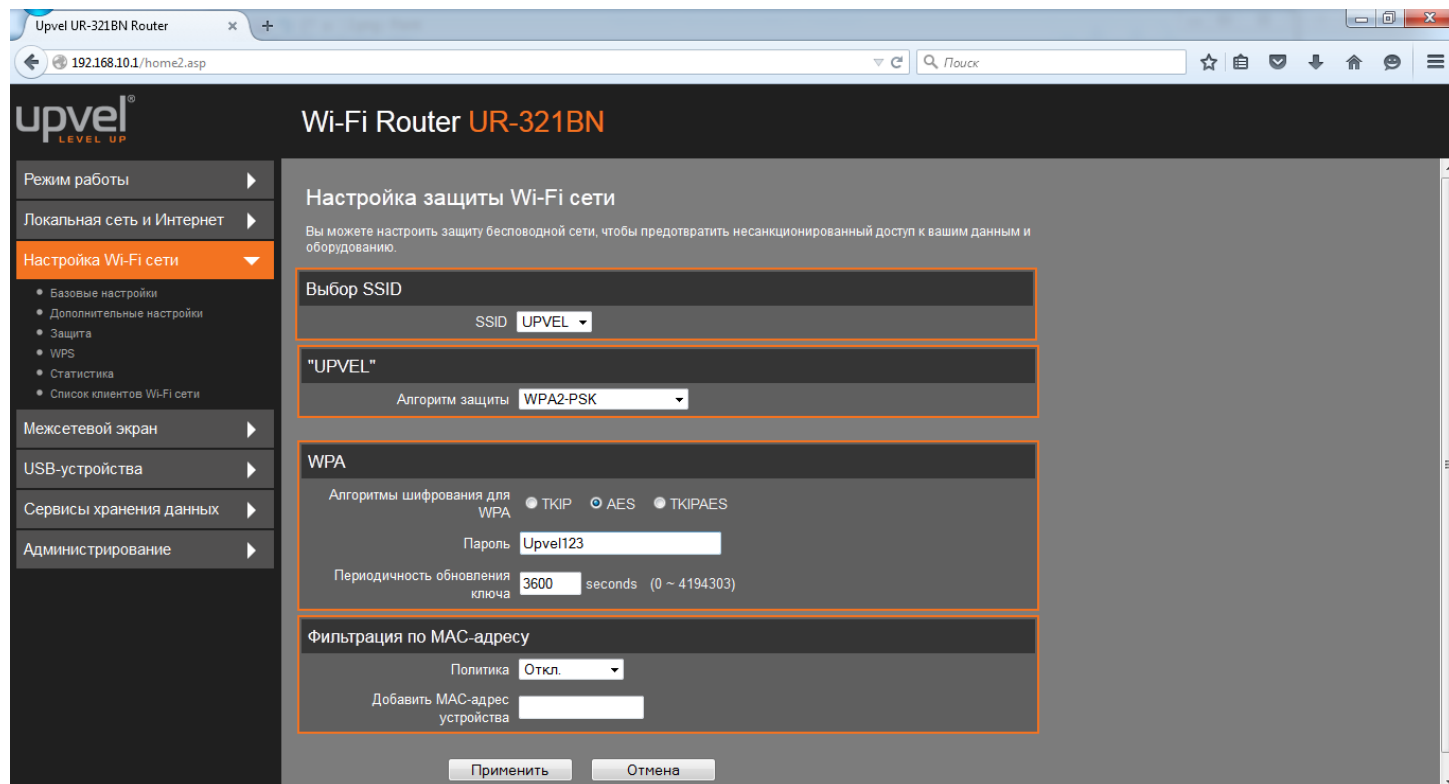 Upvel UR-321BN Router
192.168.10.1/home2.asp
Поиск
upvel®
LEVEL UP
Wi-Fi Router UR-321BN
Режим работы
Локальная сеть и Интернет
Настройка Wi-Fi сети
Базовые настройки
Дополнительные настройки
Защита
WPS
Статистика
Список клиентов Wi-Fi сети
Межсетевой экран
USB-устройства
Сервисы хранения данных
Администрирование
Настройка защиты Wi-Fi сети
Вы можете настроить защиту бесповодной сети, чтобы предотвратить несанкционированный доступ к вашим данным и
оборудованию.
Выбор SSID
SSID UPVEL
"UPVEL"
Алгоритм защиты WPA2-PSK
WPA
Алгоритмы шифрования для
WPA TKIP AES TKIPAES
Пароль Upvel123
Периодичность обновления
ключа 3600 seconds (0 ~ 4194303)
Фильтрация по MAC-адресу
Политика Откл.
Добавить MAC-адрес
устройства
Применить Отмена